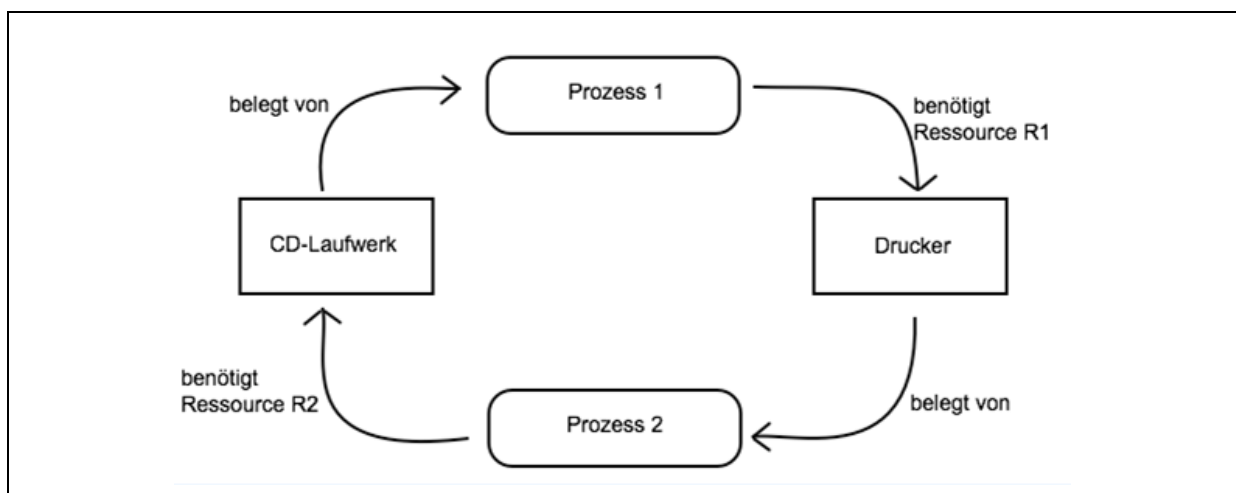 Prozess 1
belegt von
benötigt
Ressource R1
CD-Laufwerk
Drucker
benötigt
Ressource R2
Prozess 2
belegt von